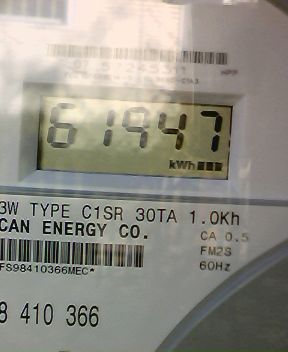 61947
kWh
3W TYPE C1SR 30TA 1.0Kh
CAN ENERGY CO.
CA 0.5
FM2S
60Hz
FS98410366MEC*
8 410 366